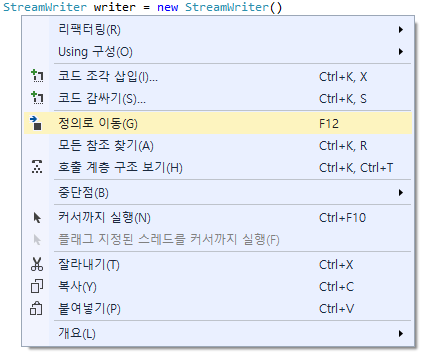 StreamWriter writer = new StreamWriter()
리팩터링(R)
Using 구성(O)
코드 조각 삽입(I)... Ctrl+K, X
코드 감싸기(S)... Ctrl+K, S
정의로 이동(G) F12
모든 참조 찾기(A) Ctrl+K, R
호출 계층 구조 보기(H) Ctrl+K, Ctrl+T
중단점(B)
커서까지 실행(N) Ctrl+F10
플래그 지정된 스레드를 커서까지 실행(F)
잘라내기(T) Ctrl+X
복사(Y) Ctrl+C
붙여넣기(P) Ctrl+V
개요(L)